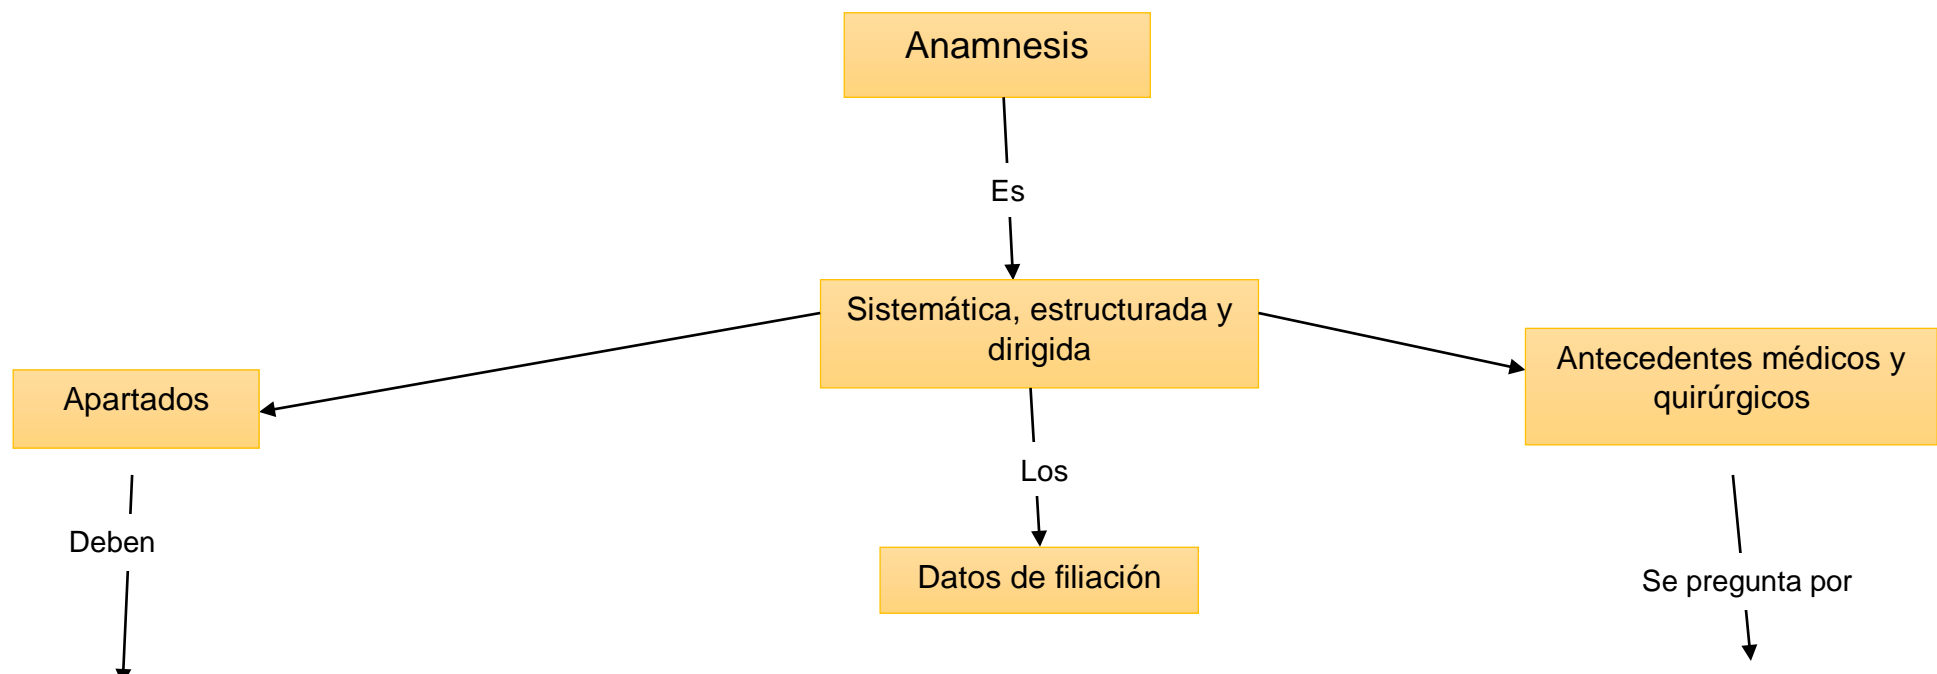 Anamnesis
Es
Sistemática, estructurada y
dirigida
Antecedentes médicos y
quirúrgicos
Apartados
Los
Deben
Datos de filiación
Se pregunta por